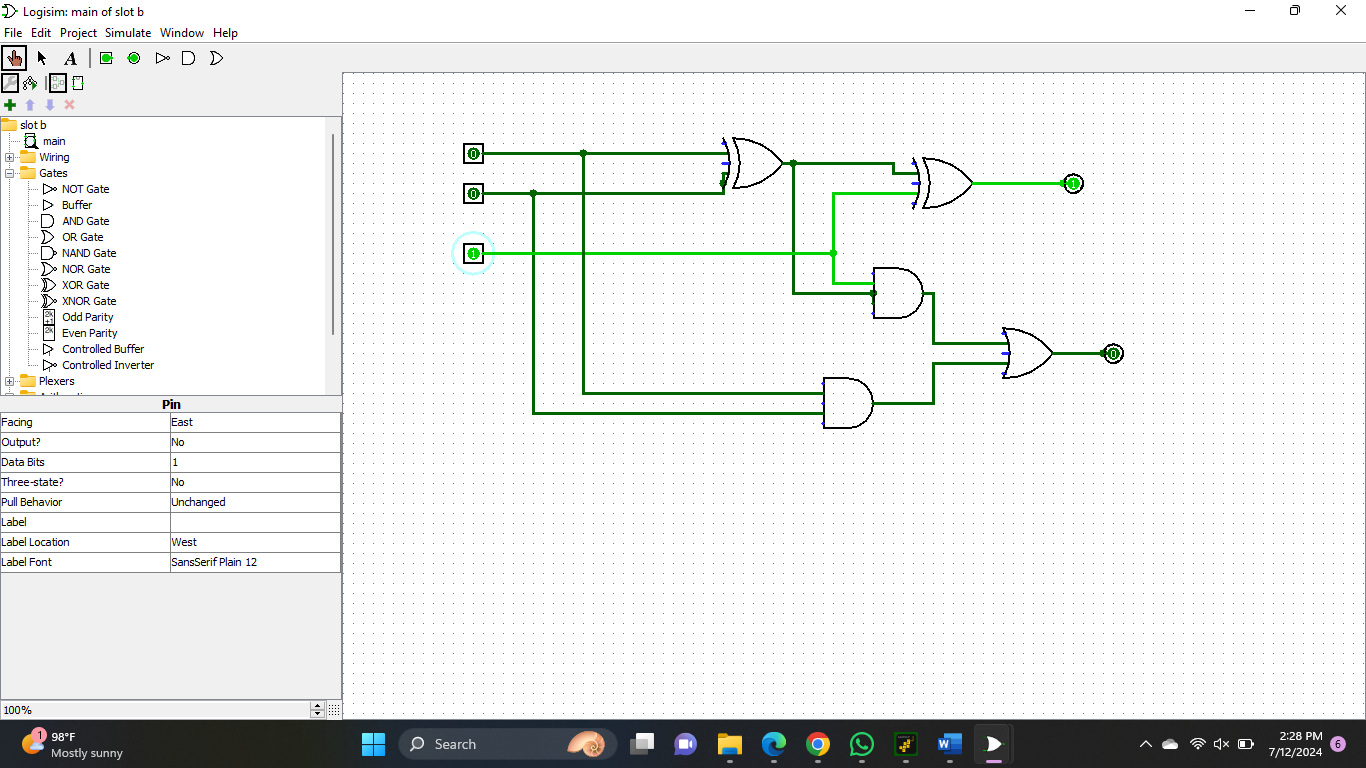 Logisim: main of slot b
File Edit Project Simulate Window Help
A
slot b
main
Wiring
Gates
NOT Gate
Buffer
AND Gate
OR Gate
NAND Gate
NOR Gate
XOR Gate
XNOR Gate
2k+1 Odd Parity
2k Even Parity
Controlled Buffer
Controlled Inverter
Plexers
Pin
Facing East
Output? No
Data Bits 1
Three-state? No
Pull Behavior Unchanged
Label
Label Location West
Label Font SansSerif Plain 12
100%
0
0
1
1
0
1
98°F
Mostly sunny
Search
W
2:28 PM
7/12/2024
6